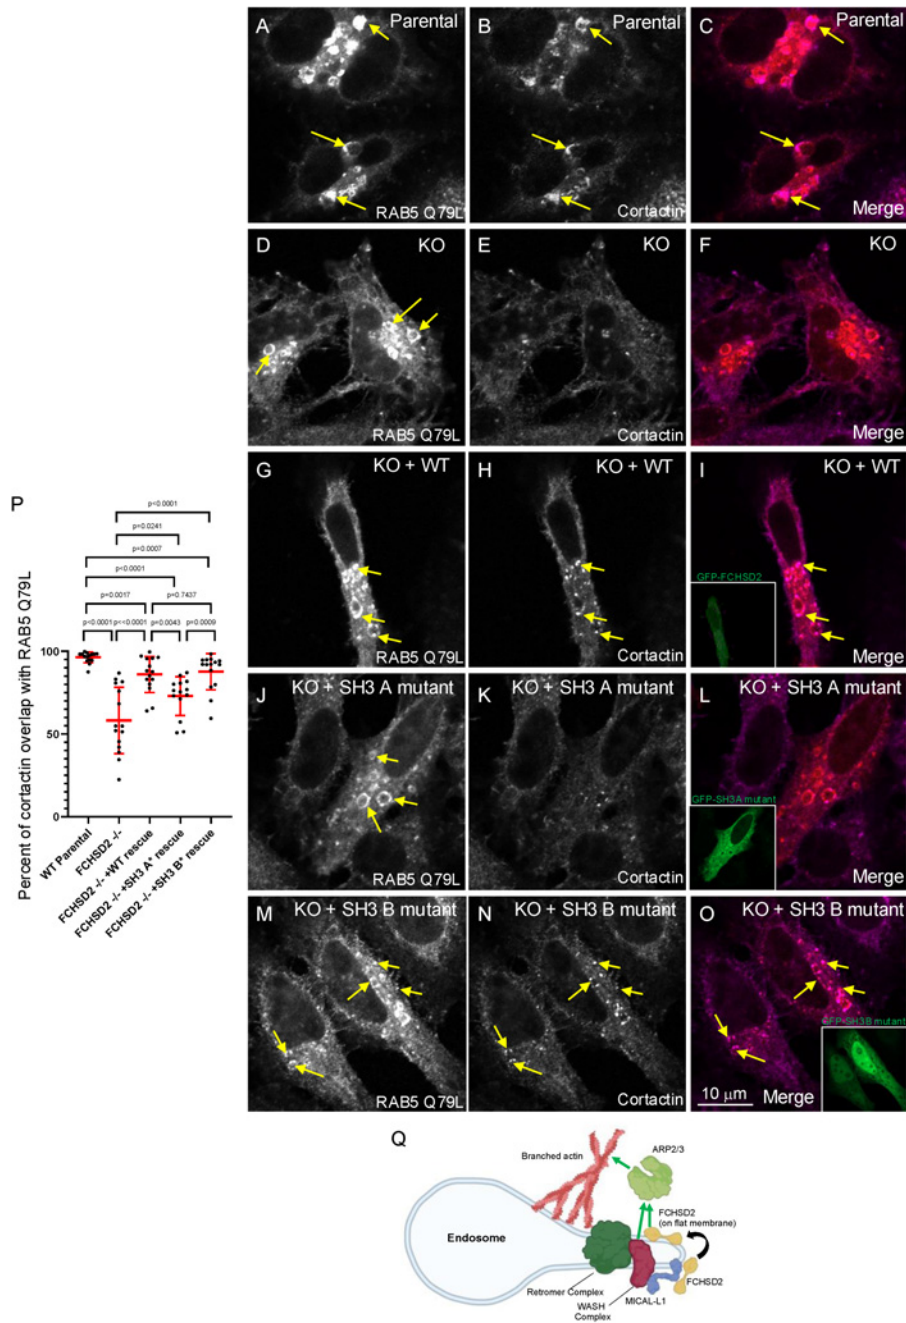 A
Parental
RAB5 Q79L
B
Parental
Cortactin
C
Parental
Merge
D
KO
RAB5 Q79L
E
KO
Cortactin
F
KO
Merge
G
KO + WT
RAB5 Q79L
H
KO + WT
Cortactin
I
KO + WT
GFP-FCHSD2
Merge
J
KO + SH3 A mutant
RAB5 Q79L
K
KO + SH3 A mutant
Cortactin
L
KO + SH3 A mutant
GFP-SH3A mutant
Merge
M
KO + SH3 B mutant
RAB5 Q79L
N
KO + SH3 B mutant
Cortactin
O
KO + SH3 B mutant
GFP-SH3B mutant
10 μm
Merge
P
p<0.0001
p=0.0241
p=0.0007
p<0.0001
p=0.0017
p=0.7437
p<0.0001
p=<0.0001
p=0.0043
p=0.0009
Percent of cortactin overlap with RAB5 Q79L
100
50
0
WT Parental
FCHSD2 -/-
FCHSD2 -/- +WT rescue
FCHSD2 -/- +SH3 A* rescue
FCHSD2 -/- +SH3 B* rescue
Q
Branched actin
ARP2/3
FCHSD2
(on flat membrane)
Endosome
Retromer Complex
WASH
Complex
MICAL-L1
FCHSD2